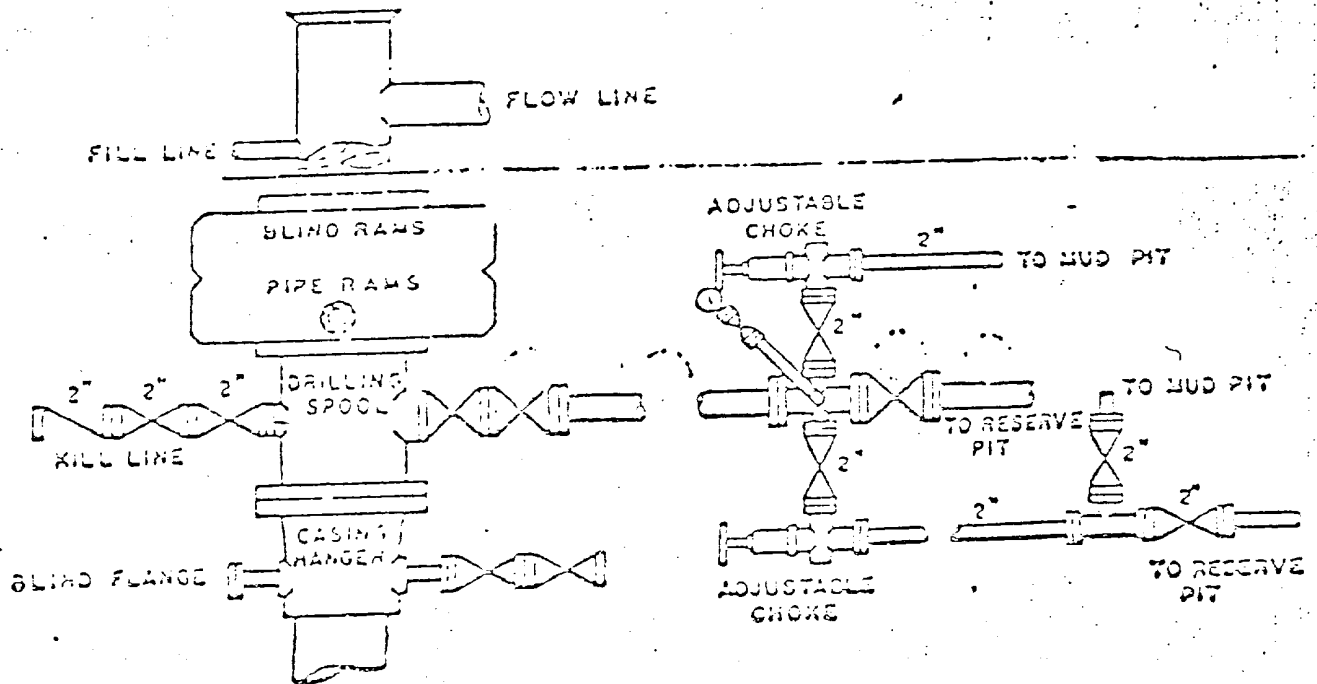 FLOW LINE
FILL LINE
BLIND RAMS
PIPE RAMS
DRILLING
SPOOL
2" 2" 2"
KILL LINE
CASING
HANGER
BLIND FLANGE
ADJUSTABLE
CHOKE
2"
TO MUD PIT
2"
TO RESERVE
PIT
2"
ADJUSTABLE
CHOKE
TO MUD PIT
2"
2"
2"
TO RESERVE
PIT